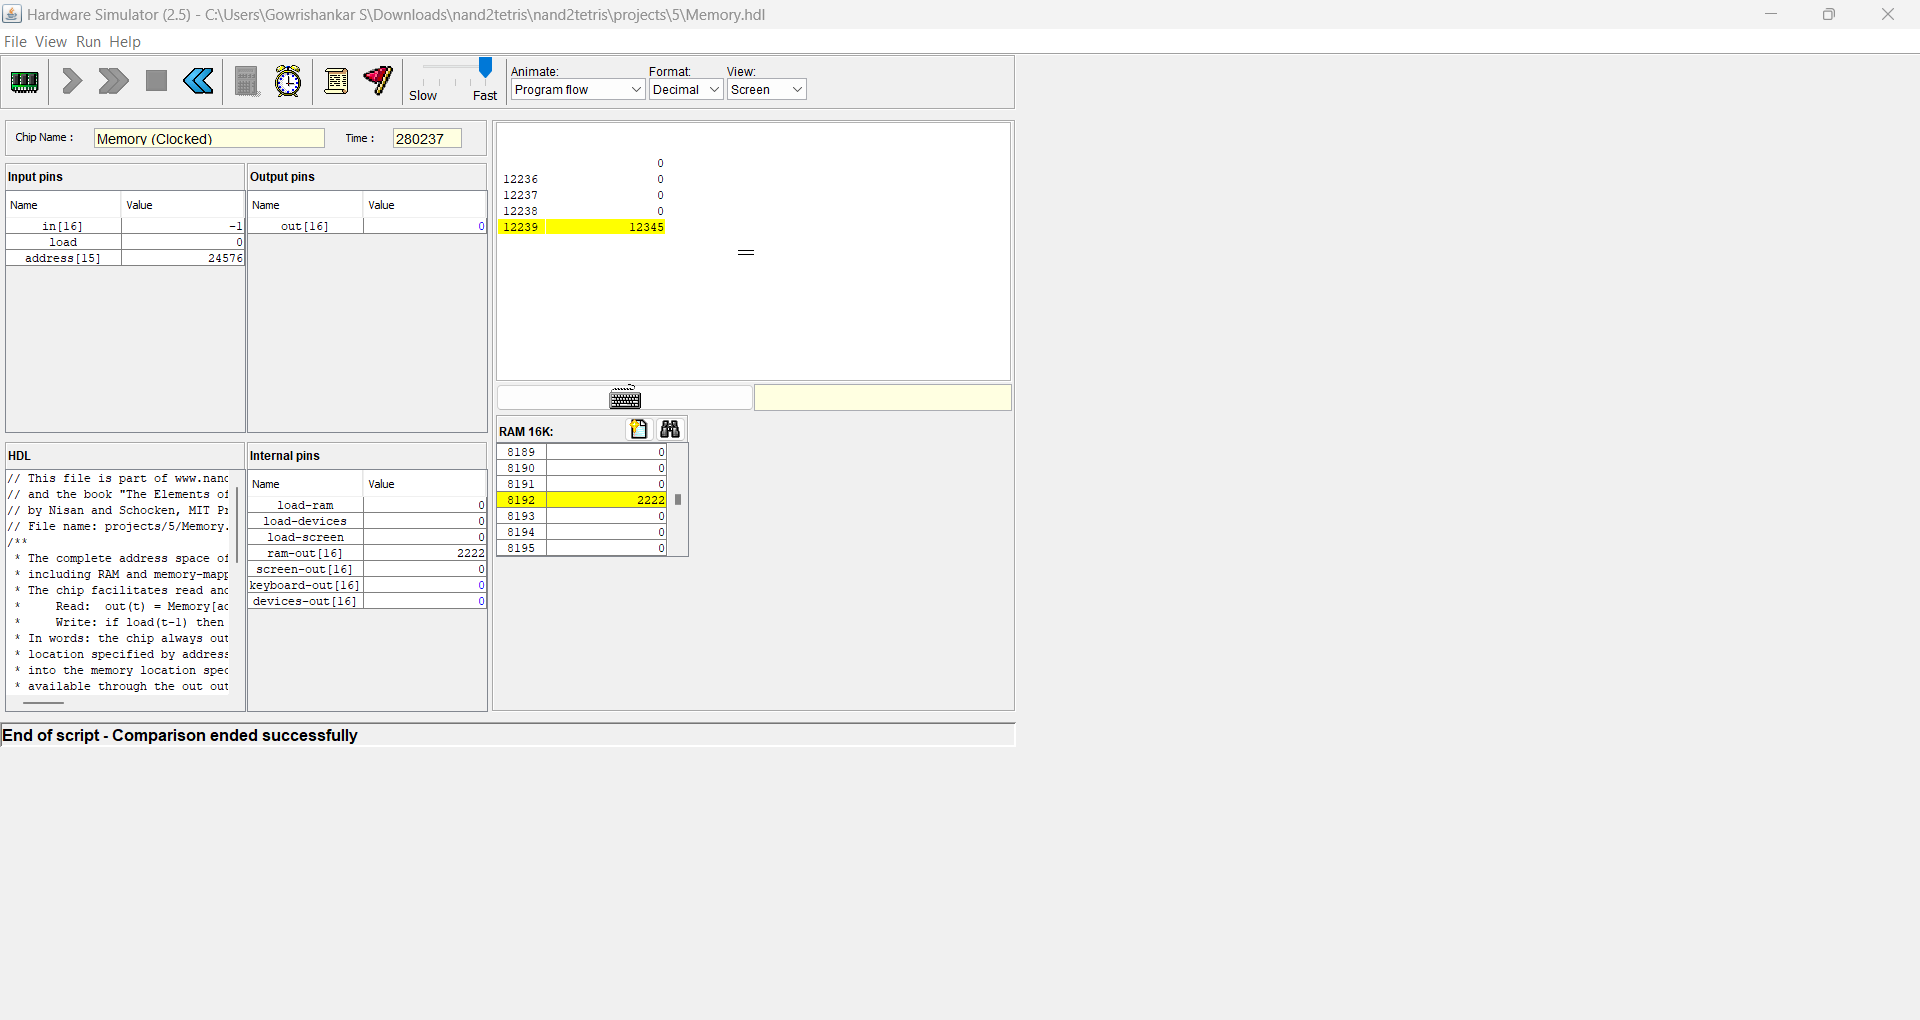 Hardware Simulator (2.5) - C:\Users\Gowrishankar S\Downloads\nand2tetris\nand2tetris\projects\5\Memory.hdl
File View Run Help
Slow Fast
Animate: Format: View:
Program flow Decimal Screen
Chip Name : Memory (Clocked) Time : 280237
Input pins
Name Value
in[16] -1
load 0
address[15] 24576
Output pins
Name Value
out[16] 0
HDL
// This file is part of www.nanc
// and the book "The Elements of
// by Nisan and Schocken, MIT Pr
// File name: projects/5/Memory.
/**
* The complete address space of
* including RAM and memory-mapp
* The chip facilitates read and
* Read: out(t) = Memory[ac
* Write: if load(t-1) then
* In words: the chip always out
* location specified by address
* into the memory location spec
* available through the out out
Internal pins
Name Value
load-ram 0
load-devices 0
load-screen 0
ram-out[16] 2222
screen-out[16] 0
keyboard-out[16] 0
devices-out[16] 0
0
12236 0
12237 0
12238 0
12239 12345
RAM 16K:
8189 0
8190 0
8191 0
8192 2222
8193 0
8194 0
8195 0
End of script - Comparison ended successfully